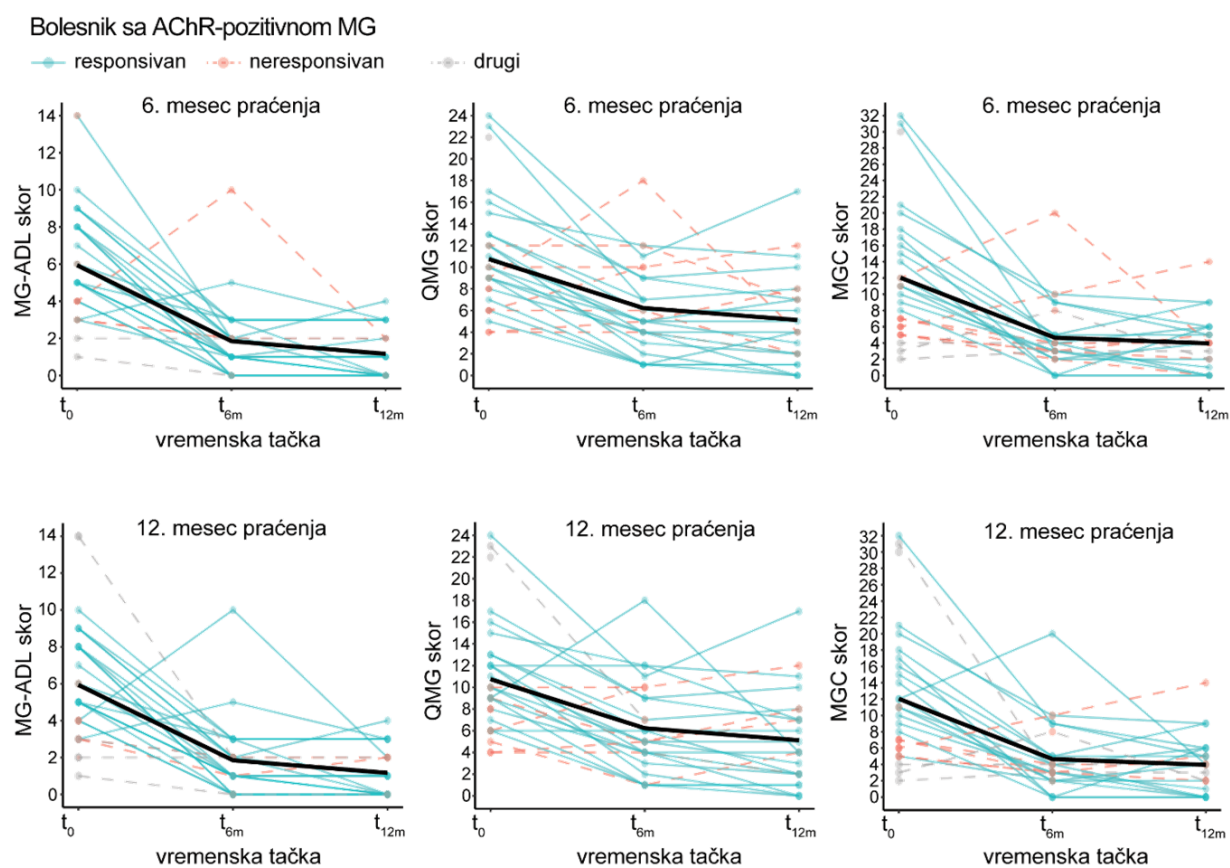 Bolesnik sa AChR-pozitivnom MG
responsivan neresponsivan drugi
6. mesec praćenja
MG-ADL skor
14
12
10
8
6
4
2
0
t0 t6m t12m
vremenska tačka
6. mesec praćenja
QMG skor
24
22
20
18
16
14
12
10
8
6
4
2
0
t0 t6m t12m
vremenska tačka
6. mesec praćenja
MGC skor
32
30
28
26
24
22
20
18
16
14
12
10
8
6
4
2
0
t0 t6m t12m
vremenska tačka
12. mesec praćenja
MG-ADL skor
14
12
10
8
6
4
2
0
t0 t6m t12m
vremenska tačka
12. mesec praćenja
QMG skor
24
22
20
18
16
14
12
10
8
6
4
2
0
t0 t6m t12m
vremenska tačka
12. mesec praćenja
MGC skor
32
30
28
26
24
22
20
18
16
14
12
10
8
6
4
2
0
t0 t6m t12m
vremenska tačka